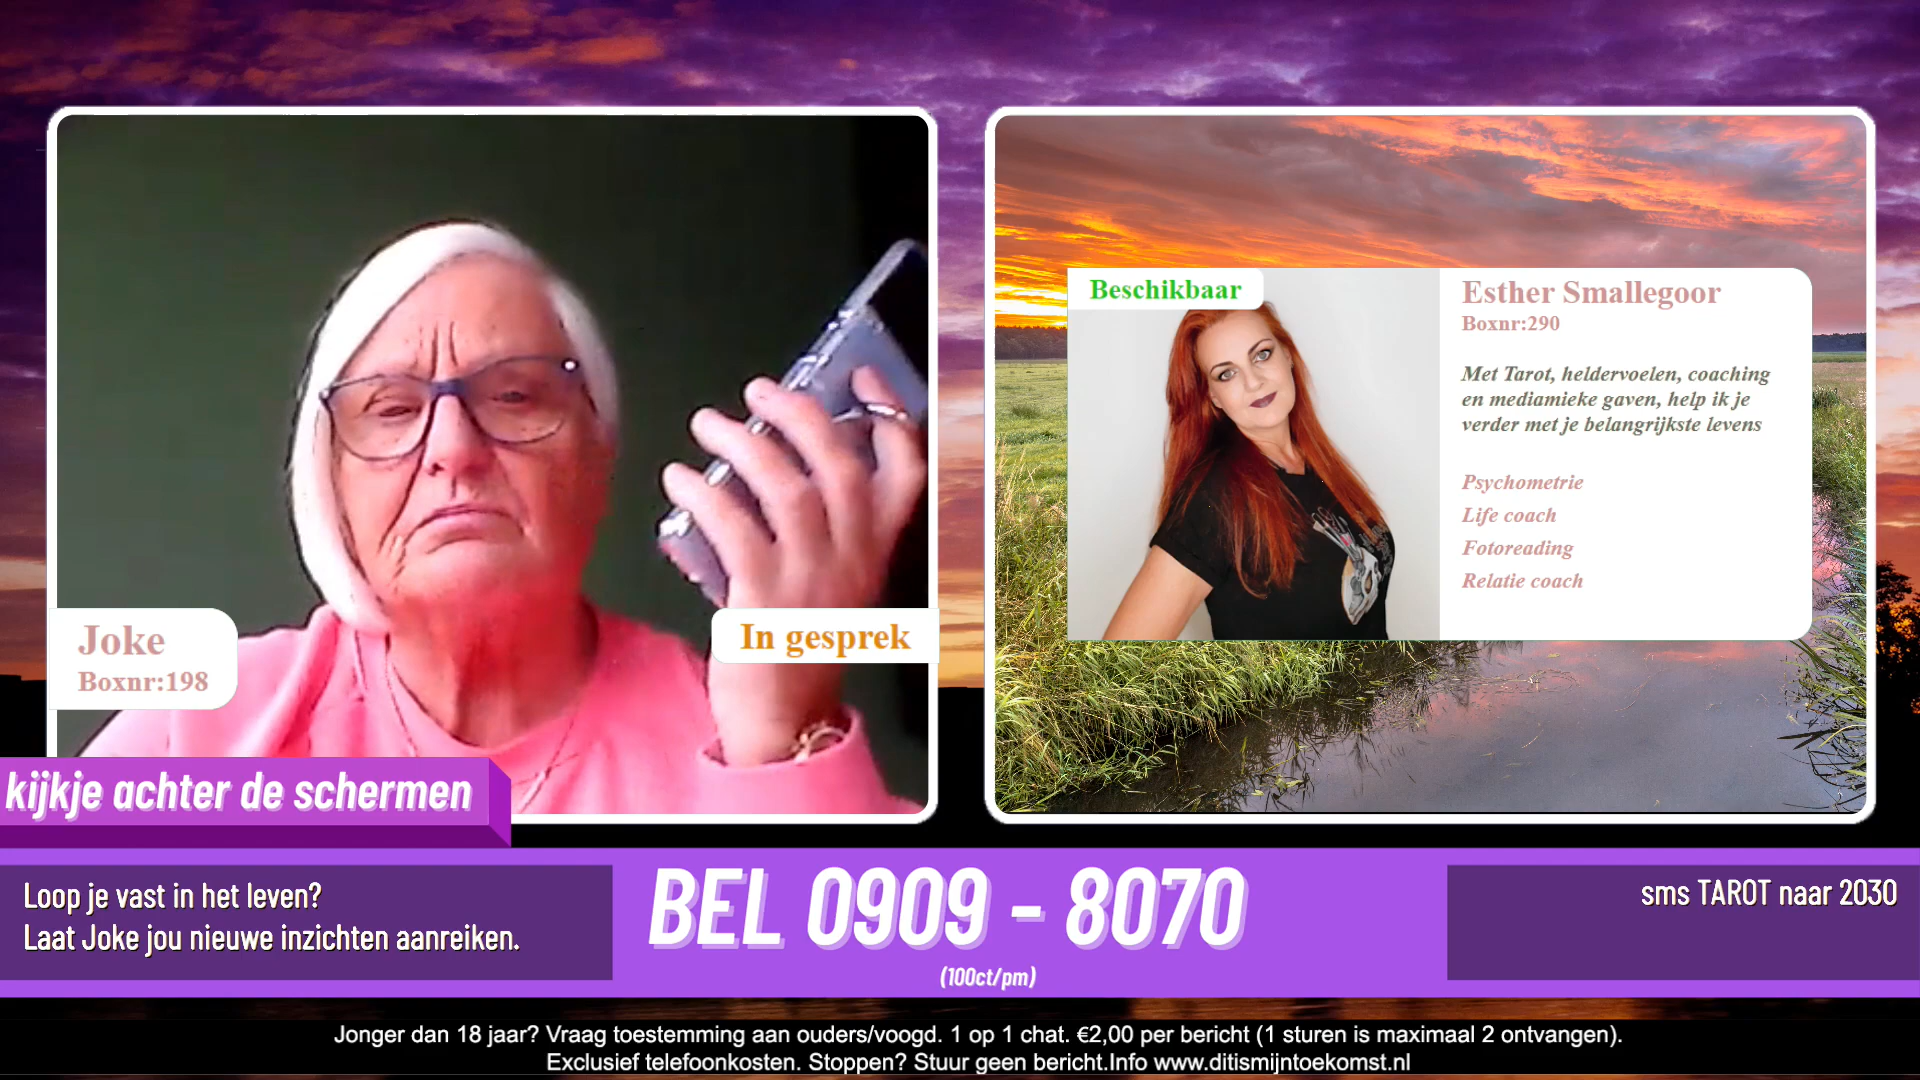 Joke
Boxnr:198
In gesprek
Beschikbaar
Esther Smallegoor
Boxnr:290
Met Tarot, heldervoelen, coaching
en mediamieke gaven, help ik je
verder met je belangrijkste levens
Psychometrie
Life coach
Fotoreading
Relatie coach
kijkje achter de schermen
Loop je vast in het leven?
Laat Joke jou nieuwe inzichten aanreiken.
BEL 0909 - 8070
(100ct/pm)
sms TAROT naar 2030
Jonger dan 18 jaar? Vraag toestemming aan ouders/voogd. 1 op 1 chat. €2,00 per bericht (1 sturen is maximaal 2 ontvangen).
Exclusief telefoonkosten. Stoppen? Stuur geen bericht.Info www.ditismijntoekomst.nl